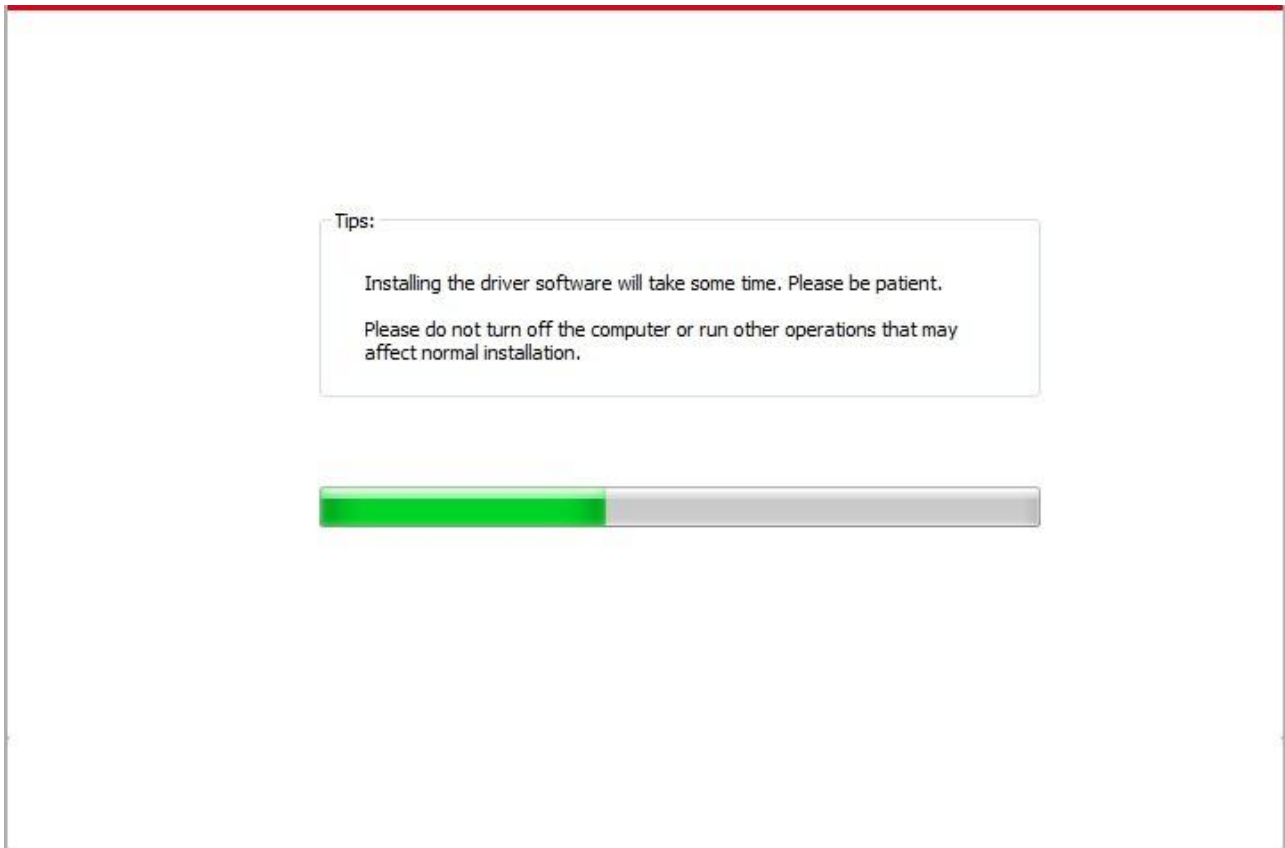 Tips:
Installing the driver software will take some time. Please be patient.
Please do not turn off the computer or run other operations that may
affect normal installation.